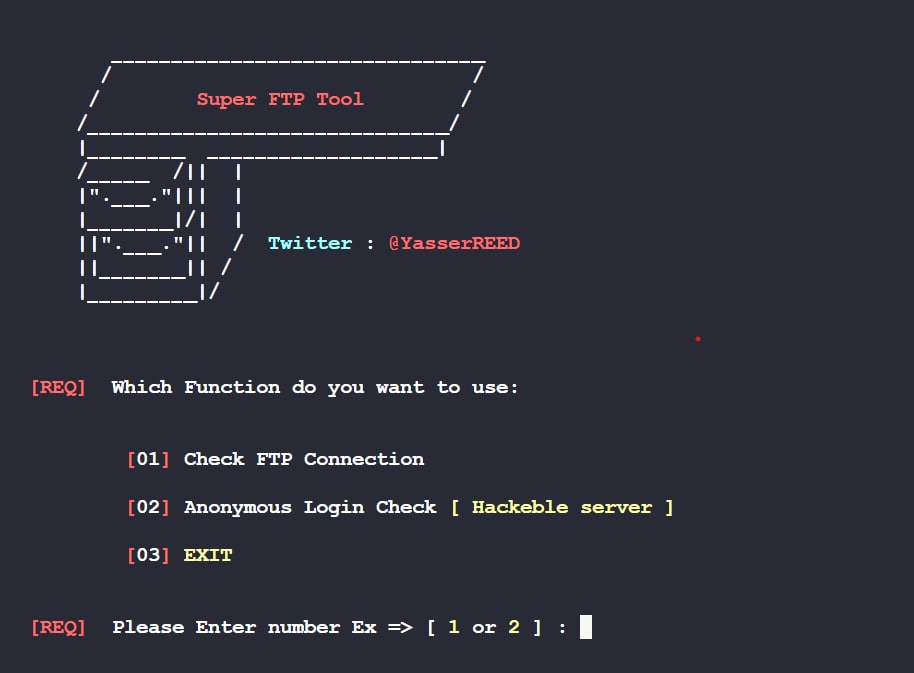 Super FTP Tool
Twitter : @YasserREED
[REQ] Which Function do you want to use:
[01] Check FTP Connection
[02] Anonymous Login Check [ Hackeble server ]
[03] EXIT
[REQ] Please Enter number Ex => [ 1 or 2 ] :